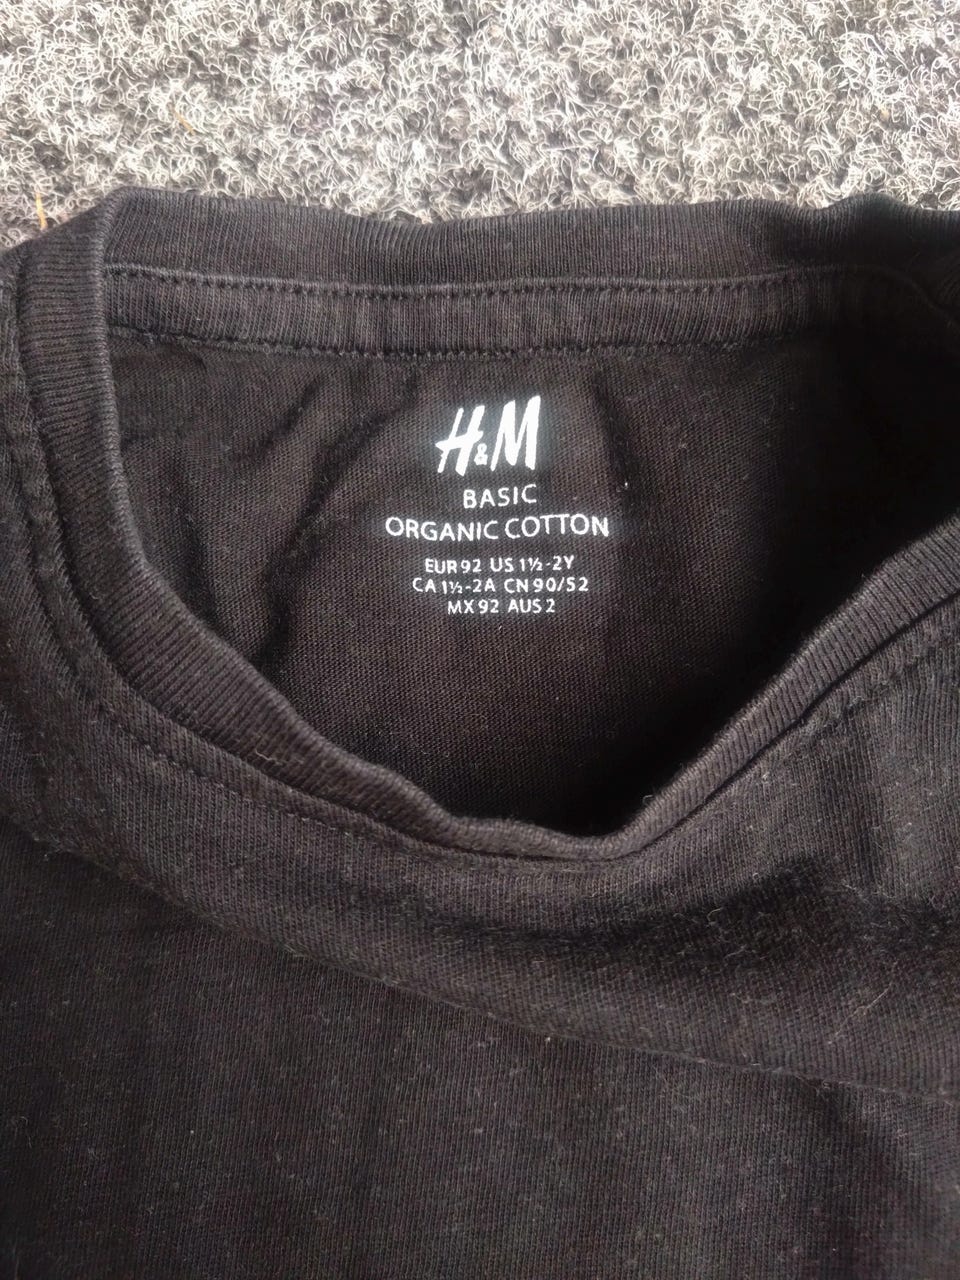 H&M
BASIC
ORGANIC COTTON
EUR 92 US 1½-2Y
CA 1½-2A CN 90/52
MX 92 AUS 2